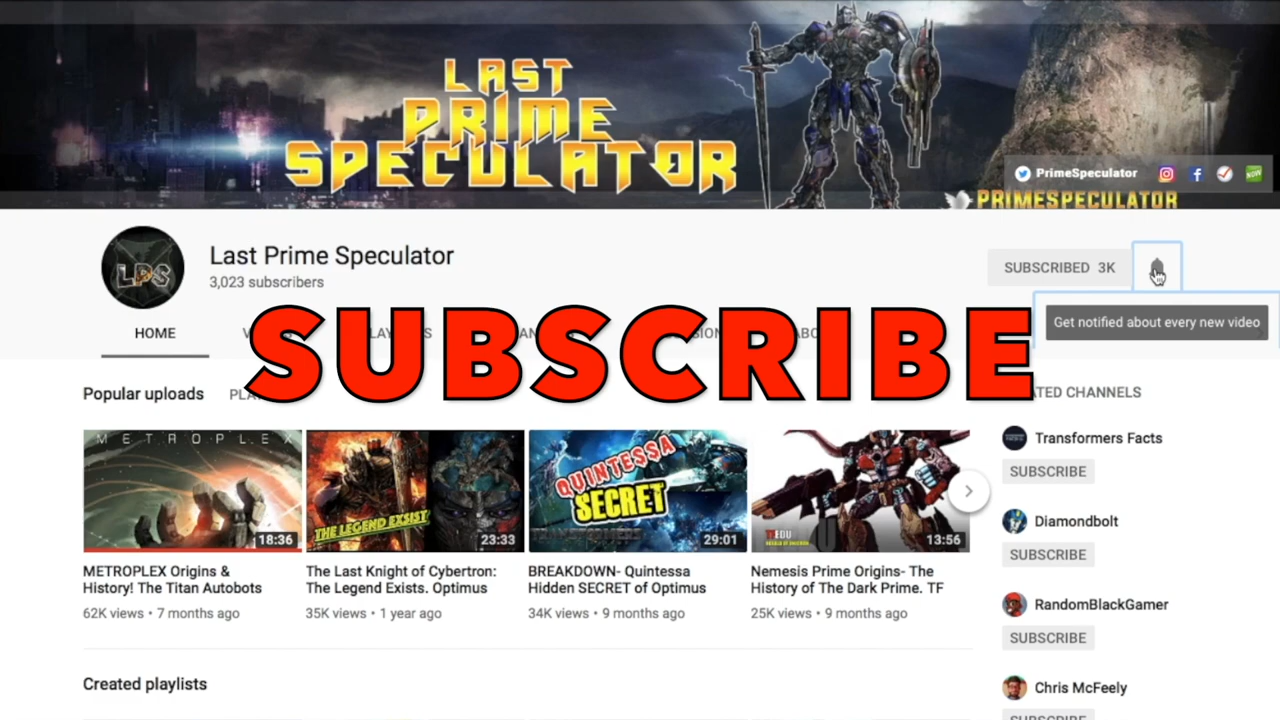 LAST
PRIME
SPECULATOR
PrimeSpeculator
NOW
PRIMESPECULATOR
LPS
Last Prime Speculator
3,023 subscribers
SUBSCRIBED 3K
Get notified about every new video
HOME
SUBSCRIBE
Popular uploads
CHANNELS
METROPLEX
18:36
THE LEGEND EXSIST
23:33
QUINTESSA
SECRET
29:01
13:56
METROPLEX Origins &
History! The Titan Autobots
62K views • 7 months ago
The Last Knight of Cybertron:
The Legend Exists. Optimus
35K views • 1 year ago
BREAKDOWN- Quintessa
Hidden SECRET of Optimus
34K views • 9 months ago
Nemesis Prime Origins- The
History of The Dark Prime. TF
25K views • 9 months ago
Transformers Facts
SUBSCRIBE
Diamondbolt
SUBSCRIBE
RandomBlackGamer
SUBSCRIBE
Chris McFeely
SUBSCRIBE
Created playlists